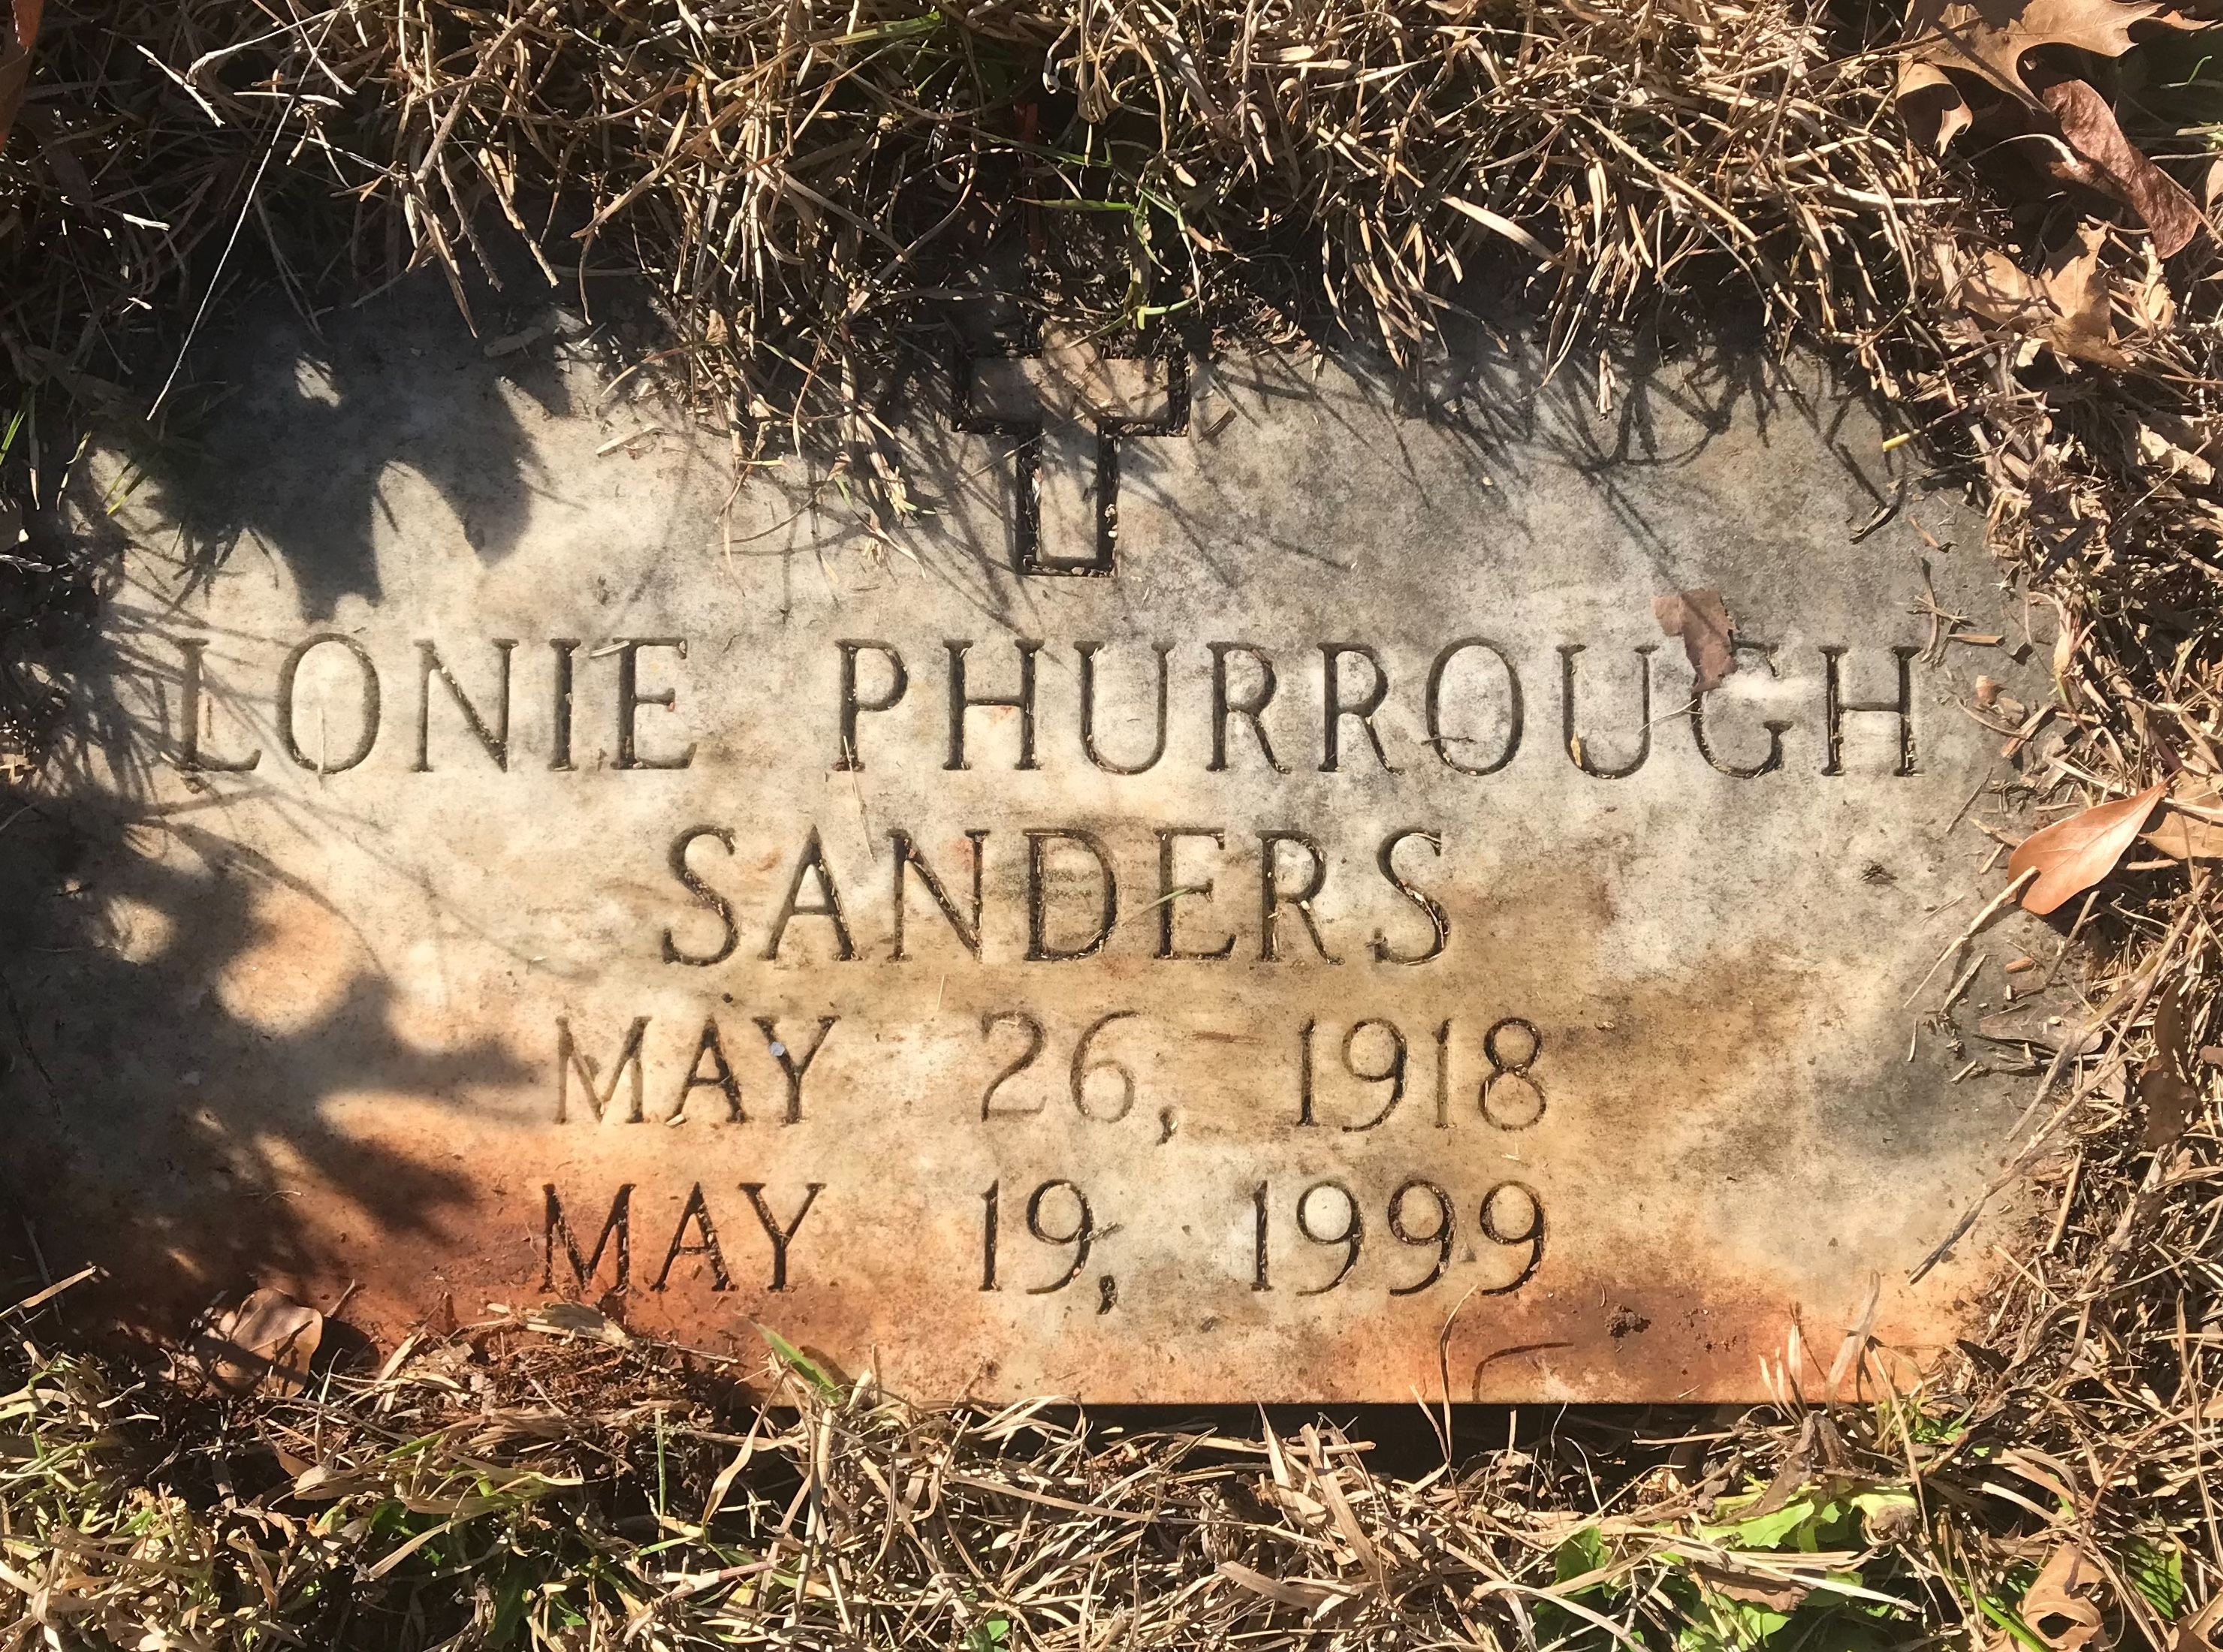 LONIE PHURROUGH
SANDERS
MAY 26, 1918
MAY 19, 1999